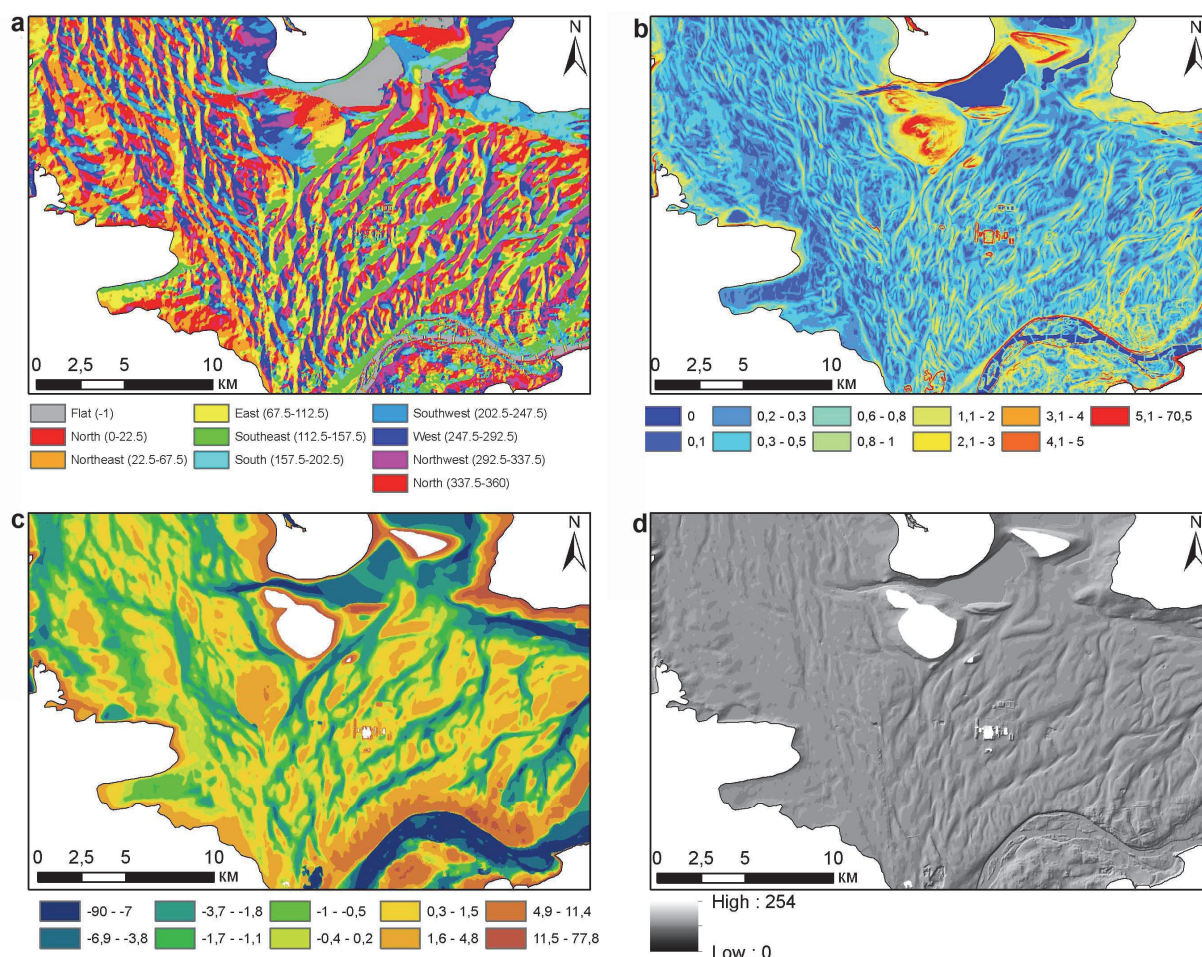 a
N
0 2,5 5 10
КМ
Flat (-1)
North (0-22.5)
Northeast (22.5-67.5)
East (67.5-112.5)
Southeast (112.5-157.5)
South (157.5-202.5)
Southwest (202.5-247.5)
West (247.5-292.5)
Northwest (292.5-337.5)
North (337.5-360)
b
N
0 2,5 5 10
КМ
0 0,2 - 0,3 0,6 - 0,8 1,1 - 2 3,1 - 4 5,1 - 70,5
0,1 0,3 - 0,5 0,8 - 1 2,1 - 3 4,1 - 5
c
N
0 2,5 5 10
КМ
-90 - -7 -3,7 - -1,8 -1 - -0,5 0,3 - 1,5 4,9 - 11,4
-6,9 - -3,8 -1,7 - -1,1 -0,4 - 0,2 1,6 - 4,8 11,5 - 77,8
d
N
0 2,5 5 10
КМ
High : 254
Low : 0